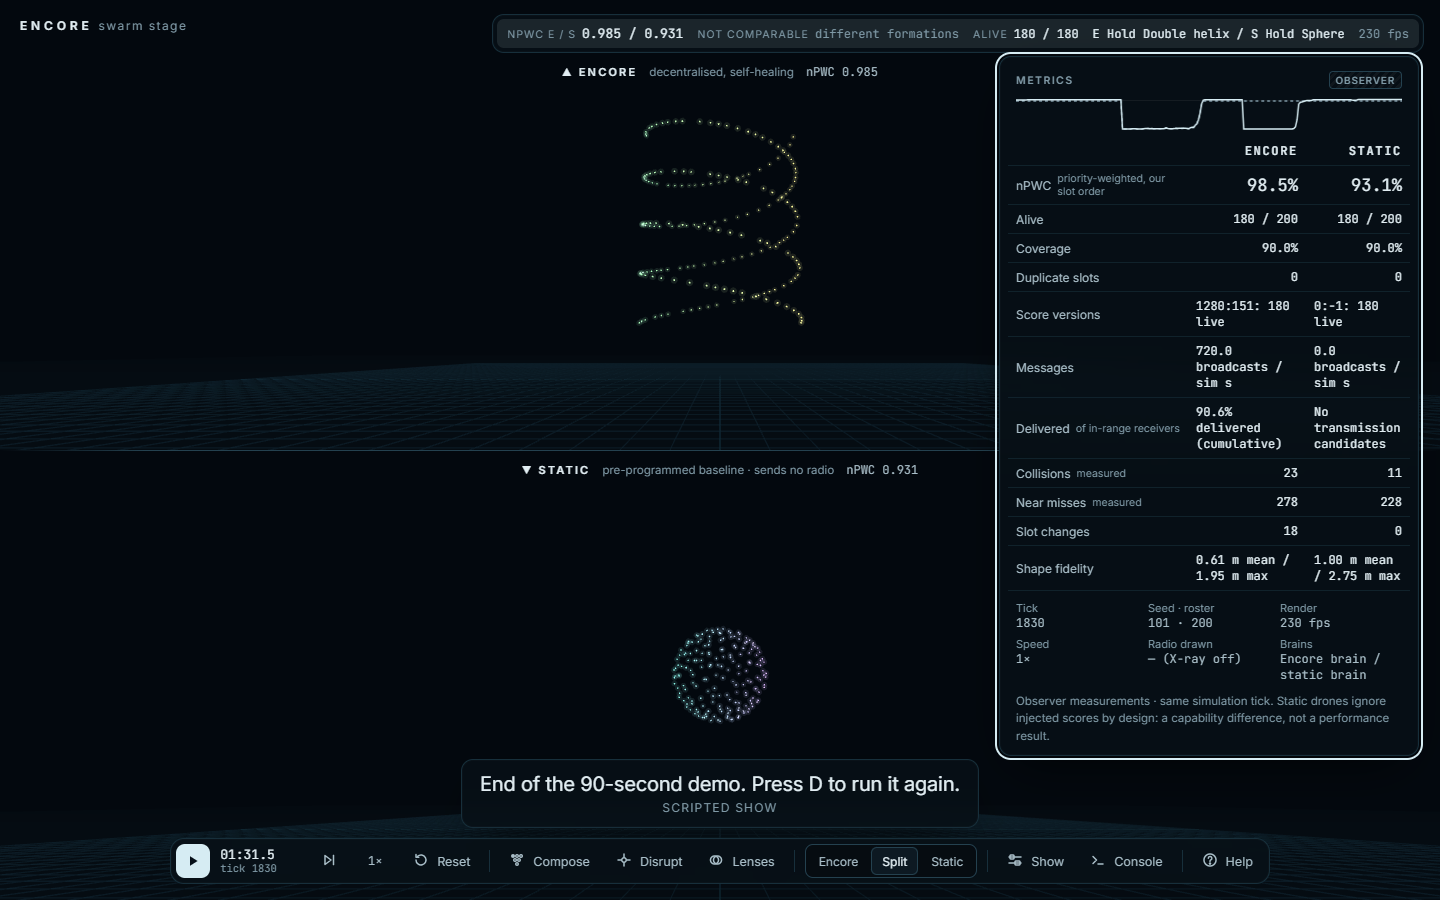 ENCORE swarm stage
NPWC E / S 0.985 / 0.931 NOT COMPARABLE different formations ALIVE 180 / 180 E Hold Double helix / S Hold Sphere 230 fps
▲ ENCORE decentralised, self-healing nPWC 0.985
METRICS OBSERVER
ENCORE STATIC
nPWC priority-weighted, our slot order 98.5% 93.1%
Alive 180 / 200 180 / 200
Coverage 90.0% 90.0%
Duplicate slots 0 0
Score versions 1280:151: 180 live 0:-1: 180 live
Messages 720.0 broadcasts / sim s 0.0 broadcasts / sim s
Delivered of in-range receivers 90.6% delivered (cumulative) No transmission candidates
Collisions measured 23 11
Near misses measured 278 228
Slot changes 18 0
Shape fidelity 0.61 m mean / 1.95 m max 1.00 m mean / 2.75 m max
Tick Seed · roster Render
1830 101 · 200 230 fps
Speed Radio drawn Brains
1× — (X-ray off) Encore brain / static brain
Observer measurements · same simulation tick. Static drones ignore
injected scores by design: a capability difference, not a performance
result.
▼ STATIC pre-programmed baseline · sends no radio nPWC 0.931
End of the 90-second demo. Press D to run it again.
SCRIPTED SHOW
01:31.5
tick 1830
1× Reset Compose Disrupt Lenses Encore Split Static Show Console Help